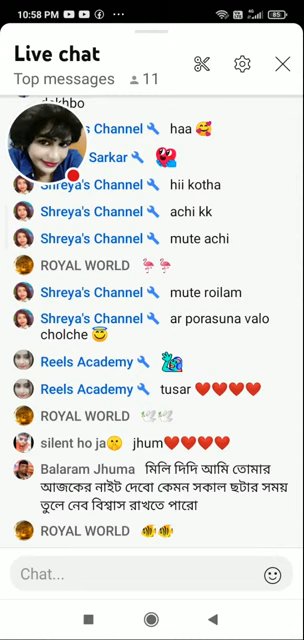 10:58 PM
85
Live chat
Top messages 11
dekhbo
s Channel haa
Sarkar
Shreya's Channel hii kotha
Shreya's Channel achi kk
Shreya's Channel mute achi
ROYAL WORLD
Shreya's Channel mute roilam
Shreya's Channel ar porasuna valo
cholche
Reels Academy
Reels Academy tusar
ROYAL WORLD
silent ho ja jhum
Balaram Jhuma মিলি দিদি আমি তোমার
আজকের নাইট দেবো কেমন সকাল ছটার সময়
তুলে নেব বিশ্বাস রাখতে পারো
ROYAL WORLD
Chat...